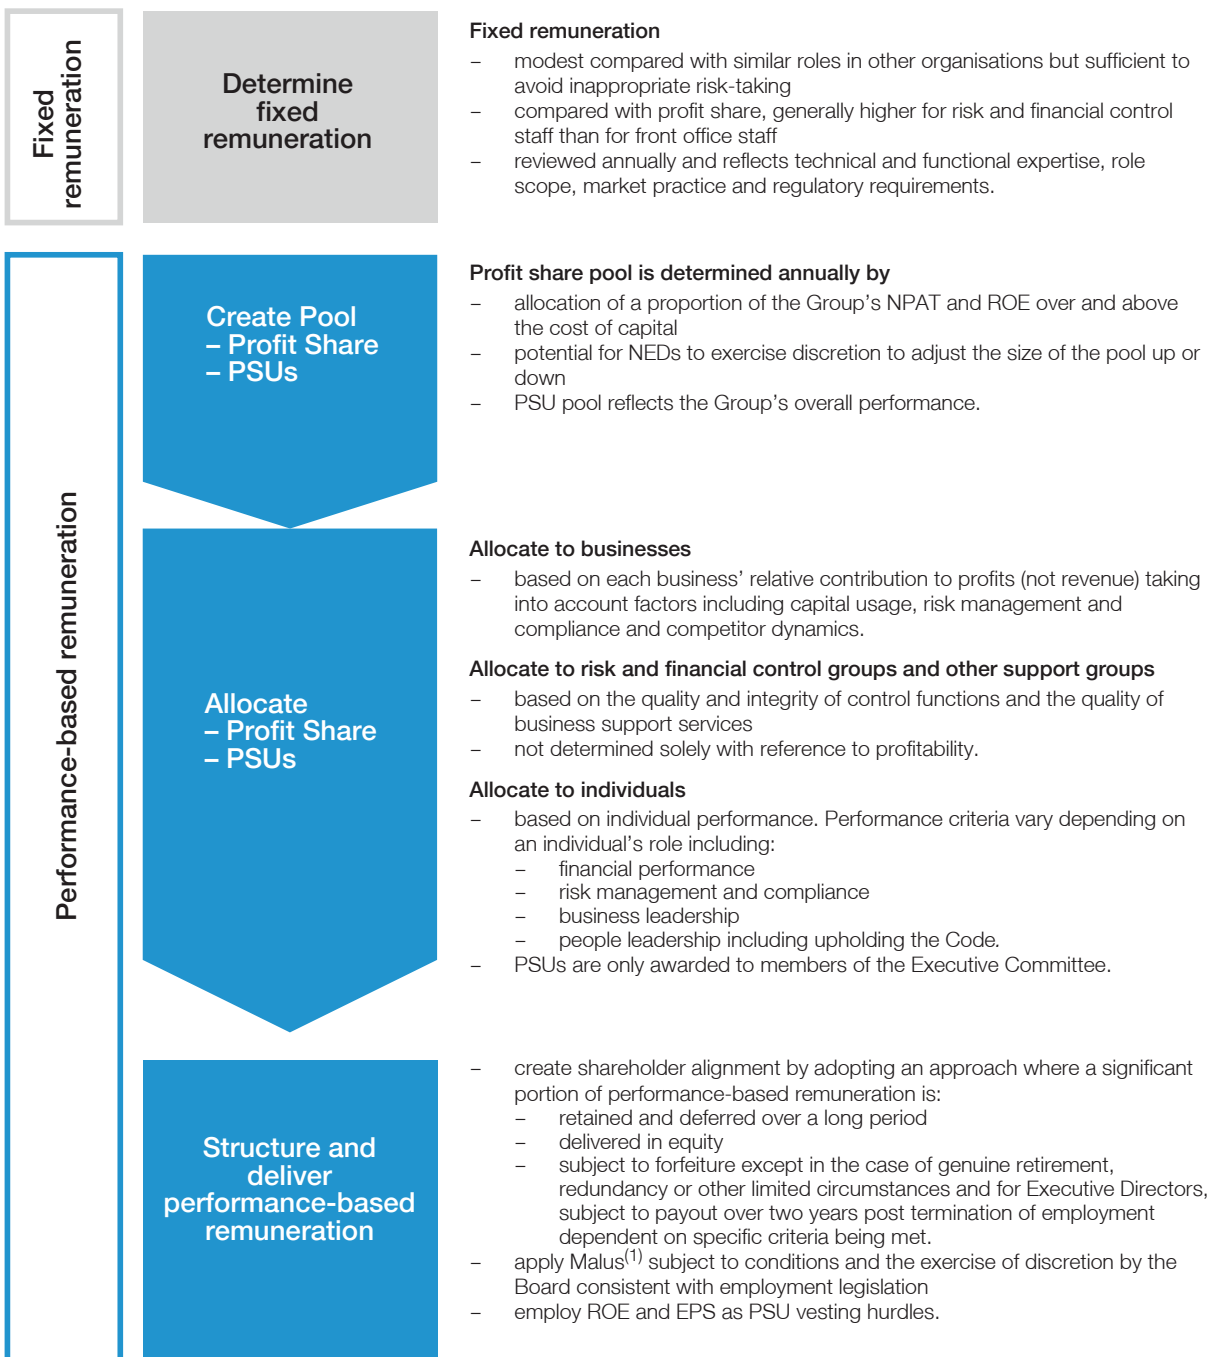 Fixed
remuneration
Determine
fixed
remuneration
Fixed remuneration
– modest compared with similar roles in other organisations but sufficient to
avoid inappropriate risk-taking
– compared with profit share, generally higher for risk and financial control
staff than for front office staff
– reviewed annually and reflects technical and functional expertise, role
scope, market practice and regulatory requirements.
Performance-based remuneration
Create Pool
– Profit Share
– PSUs
Profit share pool is determined annually by
– allocation of a proportion of the Group's NPAT and ROE over and above
the cost of capital
– potential for NEDs to exercise discretion to adjust the size of the pool up or
down
– PSU pool reflects the Group's overall performance.
Allocate
– Profit Share
– PSUs
Allocate to businesses
– based on each business' relative contribution to profits (not revenue) taking
into account factors including capital usage, risk management and
compliance and competitor dynamics.
Allocate to risk and financial control groups and other support groups
– based on the quality and integrity of control functions and the quality of
business support services
– not determined solely with reference to profitability.
Allocate to individuals
– based on individual performance. Performance criteria vary depending on
an individual's role including:
– financial performance
– risk management and compliance
– business leadership
– people leadership including upholding the Code.
– PSUs are only awarded to members of the Executive Committee.
Structure and
deliver
performance-based
remuneration
– create shareholder alignment by adopting an approach where a significant
portion of performance-based remuneration is:
– retained and deferred over a long period
– delivered in equity
– subject to forfeiture except in the case of genuine retirement,
redundancy or other limited circumstances and for Executive Directors,
subject to payout over two years post termination of employment
dependent on specific criteria being met.
– apply Malus(1) subject to conditions and the exercise of discretion by the
Board consistent with employment legislation
– employ ROE and EPS as PSU vesting hurdles.